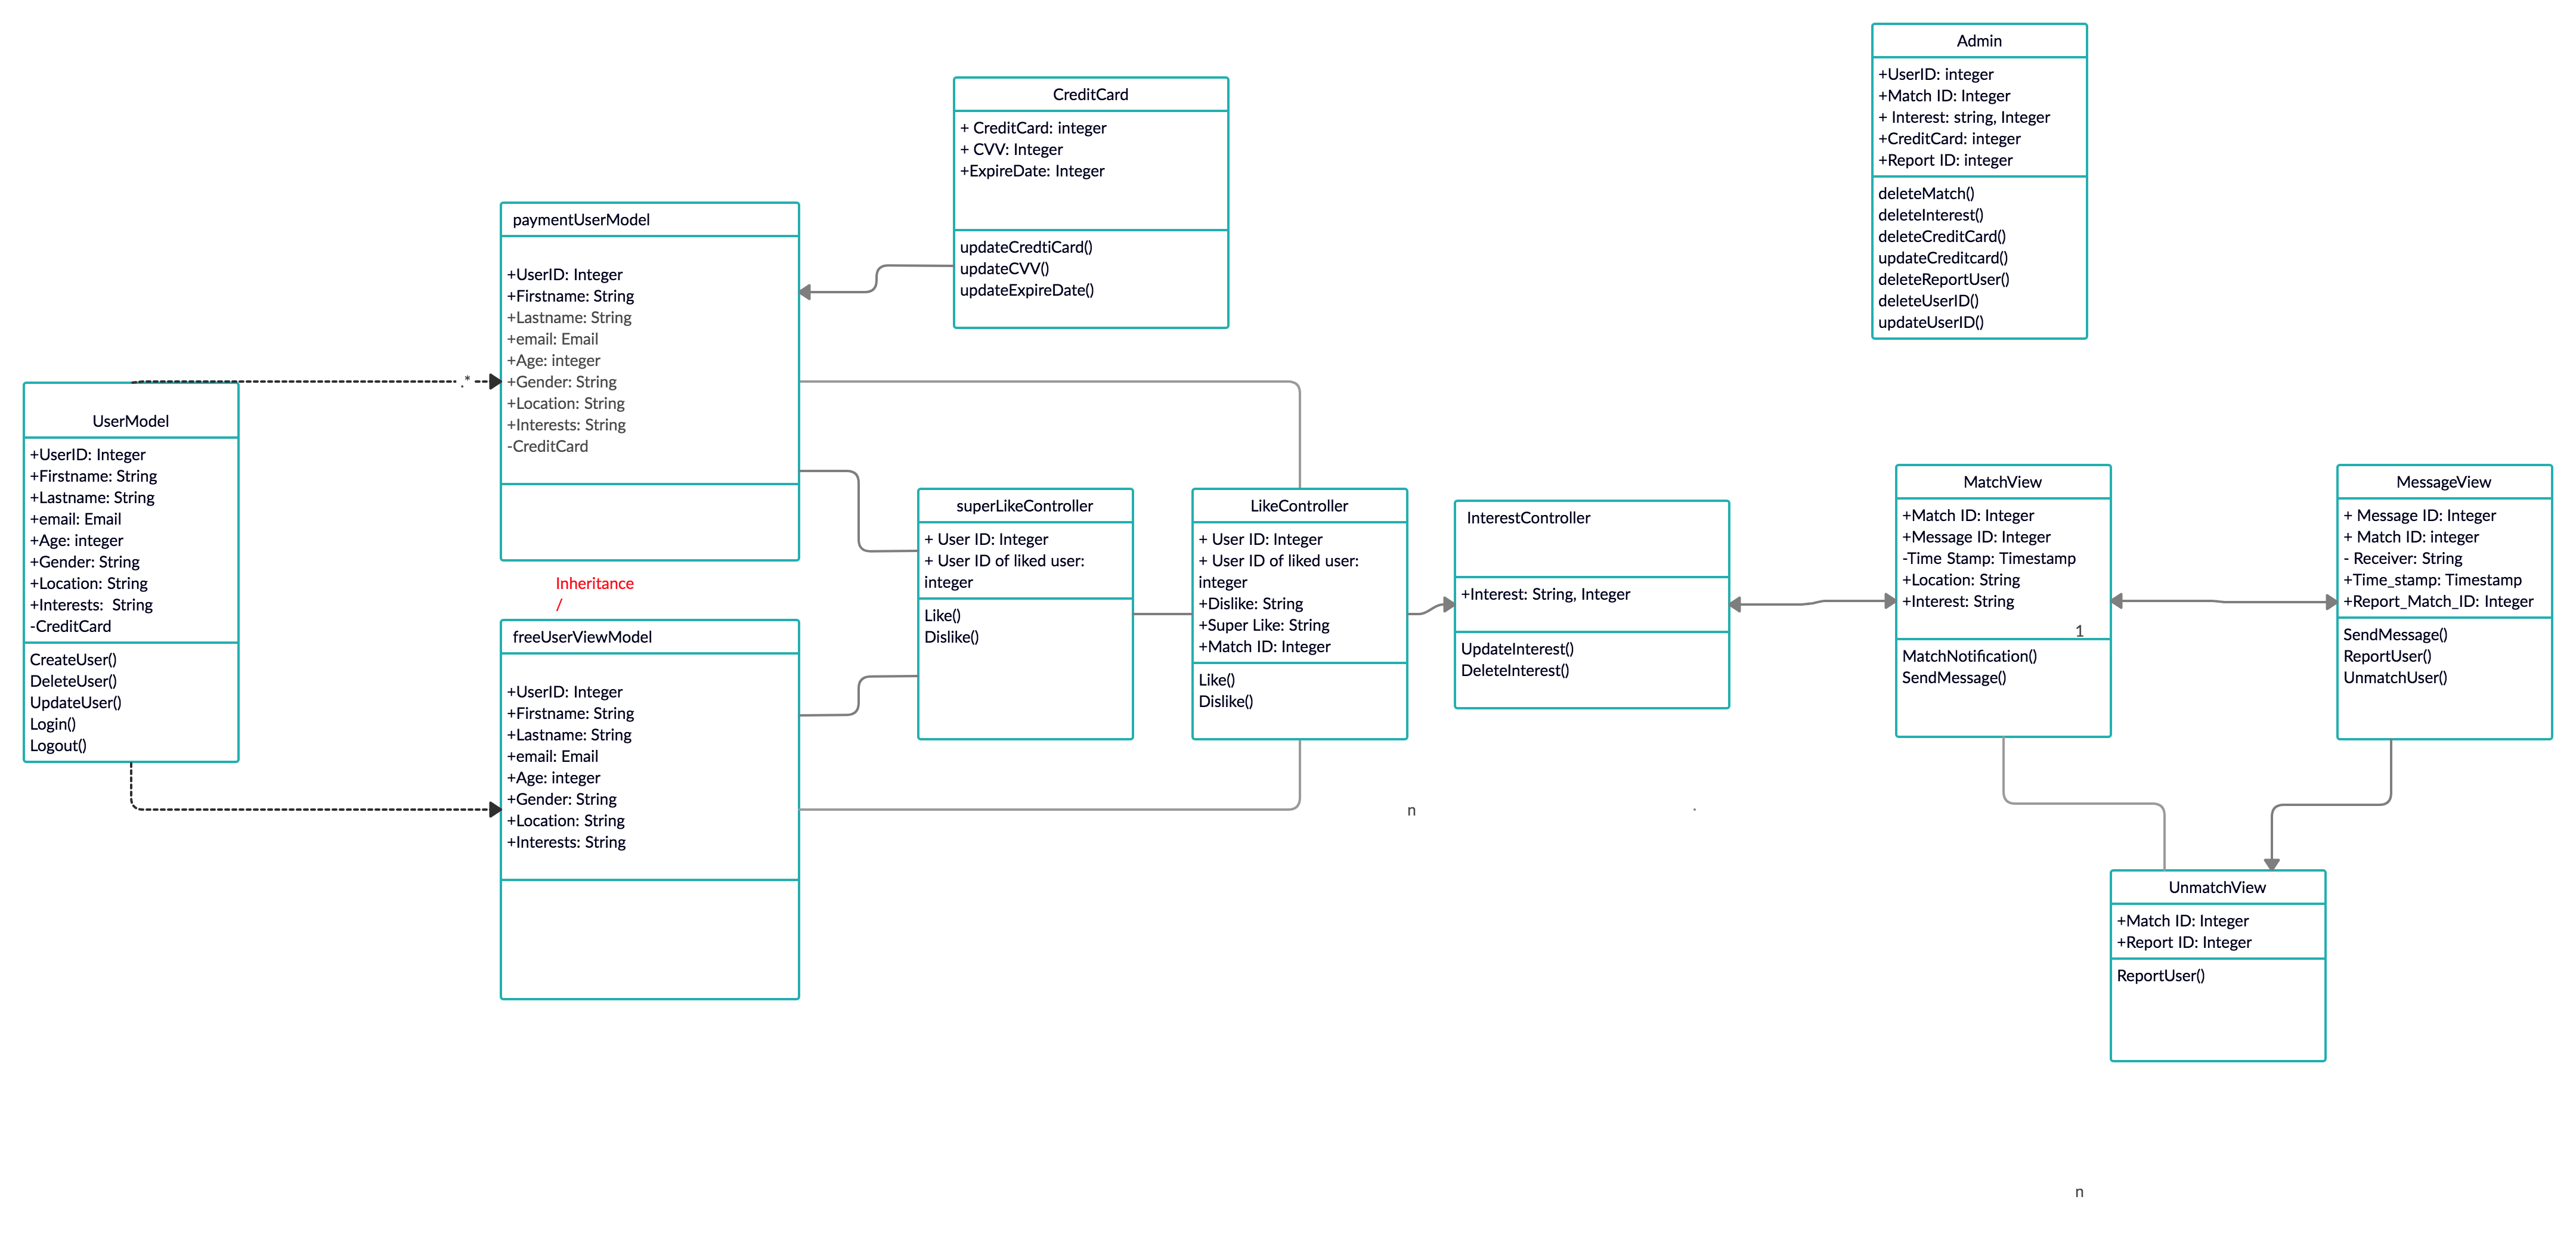 Admin
+UserID: integer
+Match ID: Integer
+ Interest: string, Integer
+CreditCard: integer
+Report ID: integer
deleteMatch()
deleteInterest()
deleteCreditCard()
updateCreditcard()
deleteReportUser()
deleteUserID()
updateUserID()
CreditCard
+ CreditCard: integer
+ CVV: Integer
+ExpireDate: Integer
updateCredtiCard()
updateCVV()
updateExpireDate()
paymentUserModel
+UserID: Integer
+Firstname: String
+Lastname: String
+email: Email
+Age: integer
+Gender: String
+Location: String
+Interests: String
-CreditCard
.*
UserModel
+UserID: Integer
+Firstname: String
+Lastname: String
+email: Email
+Age: integer
+Gender: String
+Location: String
+Interests:  String
-CreditCard
CreateUser()
DeleteUser()
UpdateUser()
Login()
Logout()
Inheritance
/
freeUserViewModel
+UserID: Integer
+Firstname: String
+Lastname: String
+email: Email
+Age: integer
+Gender: String
+Location: String
+Interests: String
superLikeController
+ User ID: Integer
+ User ID of liked user:
integer
Like()
Dislike()
LikeController
+ User ID: Integer
+ User ID of liked user:
integer
+Dislike: String
+Super Like: String
+Match ID: Integer
Like()
Dislike()
InterestController
+Interest: String, Integer
UpdateInterest()
DeleteInterest()
MatchView
+Match ID: Integer
+Message ID: Integer
-Time Stamp: Timestamp
+Location: String
+Interest: String
1
MatchNotification()
SendMessage()
MessageView
+ Message ID: Integer
+ Match ID: integer
- Receiver: String
+Time_stamp: Timestamp
+Report_Match_ID: Integer
SendMessage()
ReportUser()
UnmatchUser()
n
.
UnmatchView
+Match ID: Integer
+Report ID: Integer
ReportUser()
n